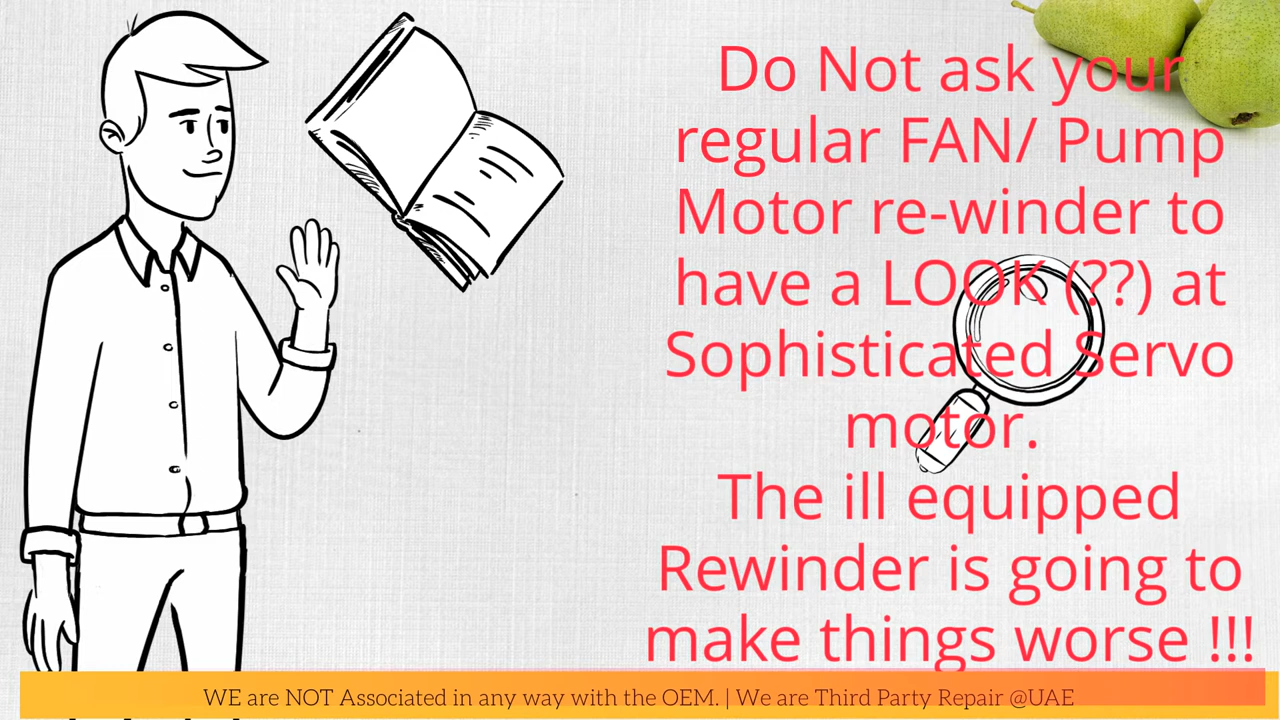 Do Not ask your
regular FAN/ Pump
Motor re-winder to
have a LOOK (??) at
Sophisticated Servo
motor.
The ill equipped
Rewinder is going to
make things worse !!!
WE are NOT Associated in any way with the OEM. | We are Third Party Repair @UAE